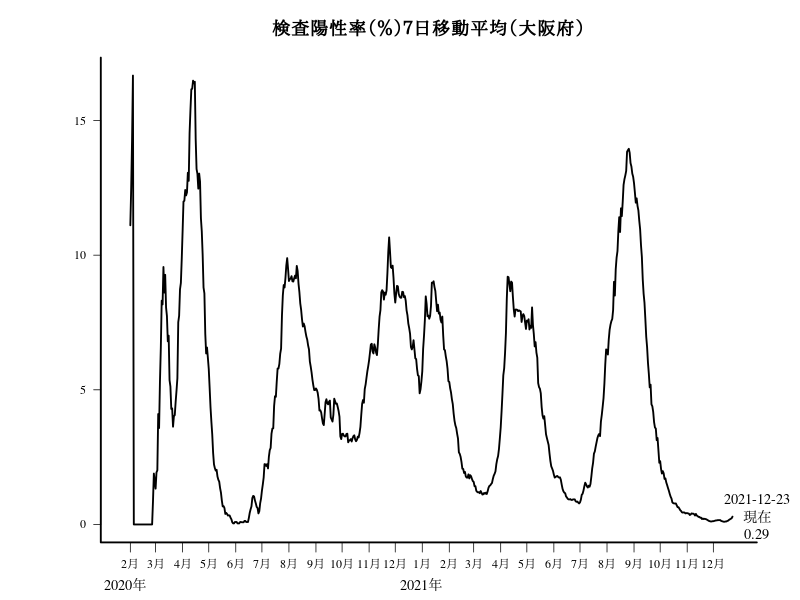 検査陽性率(%)7日移動平均(大阪府)
15
10
5
0
2021-12-23
現在
0.29
2月 3月 4月 5月 6月 7月 8月 9月 10月 11月 12月 1月 2月 3月 4月 5月 6月 7月 8月 9月 10月 11月 12月
2020年 2021年